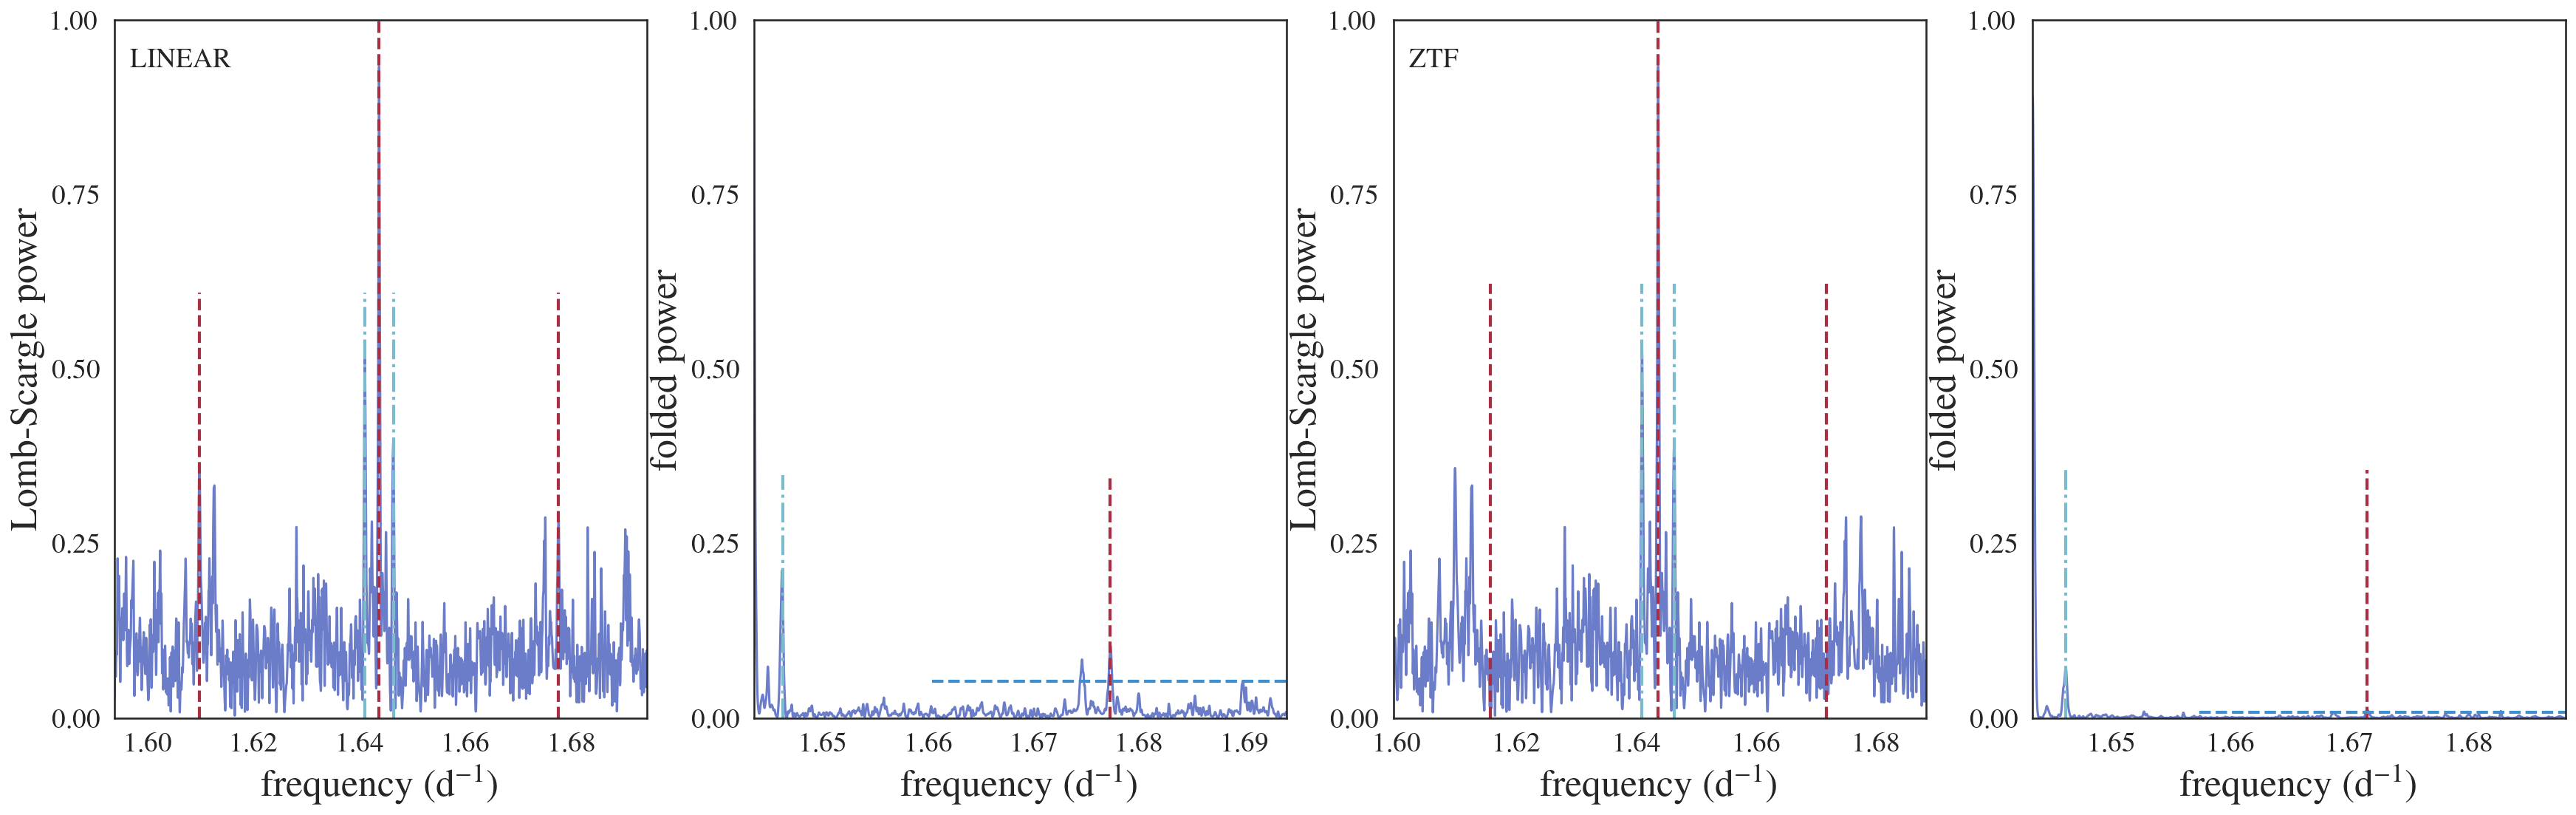 LINEAR
Lomb-Scargle power
1.00
0.75
0.50
0.25
0.00
1.60 1.62 1.64 1.66 1.68
frequency (d⁻¹)
folded power
1.00
0.75
0.50
0.25
0.00
1.65 1.66 1.67 1.68 1.69
frequency (d⁻¹)
ZTF
Lomb-Scargle power
1.00
0.75
0.50
0.25
0.00
1.60 1.62 1.64 1.66 1.68
frequency (d⁻¹)
folded power
1.00
0.75
0.50
0.25
0.00
1.65 1.66 1.67 1.68
frequency (d⁻¹)